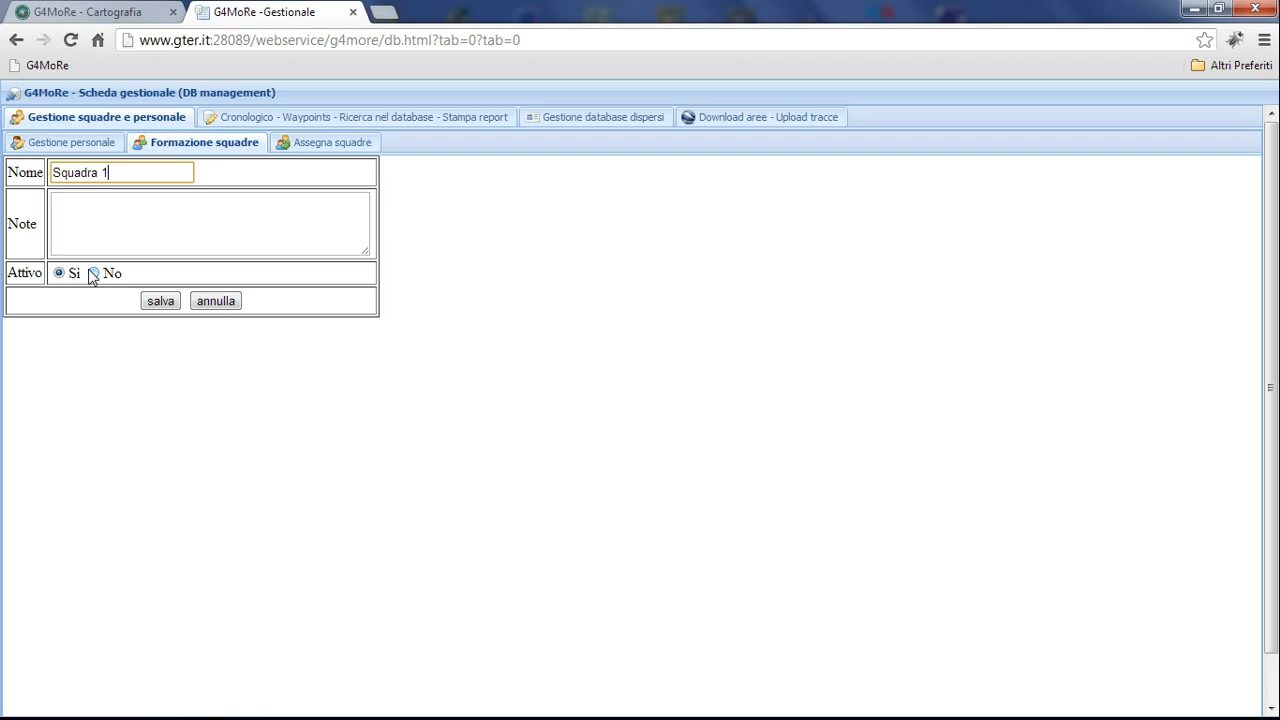 G4MoRe - Cartografia
G4MoRe -Gestionale
www.gter.it:28089/webservice/g4more/db.html?tab=0?tab=0
G4MoRe
Altri Preferiti
G4MoRe - Scheda gestionale (DB management)
Gestione squadre e personale
Cronologico - Waypoints - Ricerca nel database - Stampa report
Gestione database dispersi
Download aree - Upload tracce
Gestione personale
Formazione squadre
Assegna squadre
Nome
Squadra 1
Note
Attivo
Si
No
salva
annulla